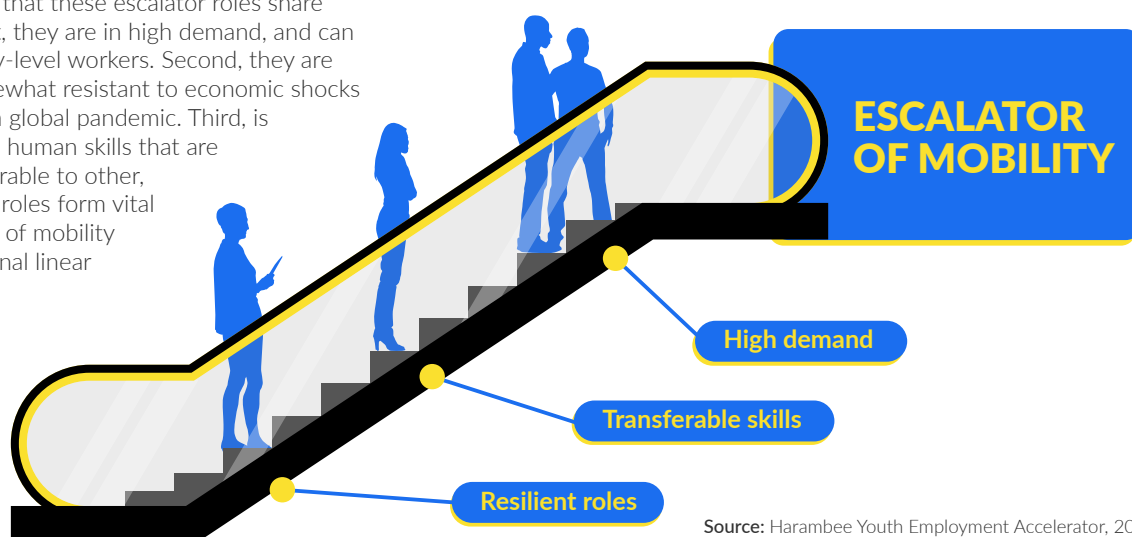 that these escalator roles share
, they are in high demand, and can
-level workers. Second, they are
ewhat resistant to economic shocks
global pandemic. Third, is
human skills that are
rable to other,
roles form vital
of mobility
nal linear
ESCALATOR
OF MOBILITY
High demand
Transferable skills
Resilient roles
Source: Harambee Youth Employment Accelerator, 20